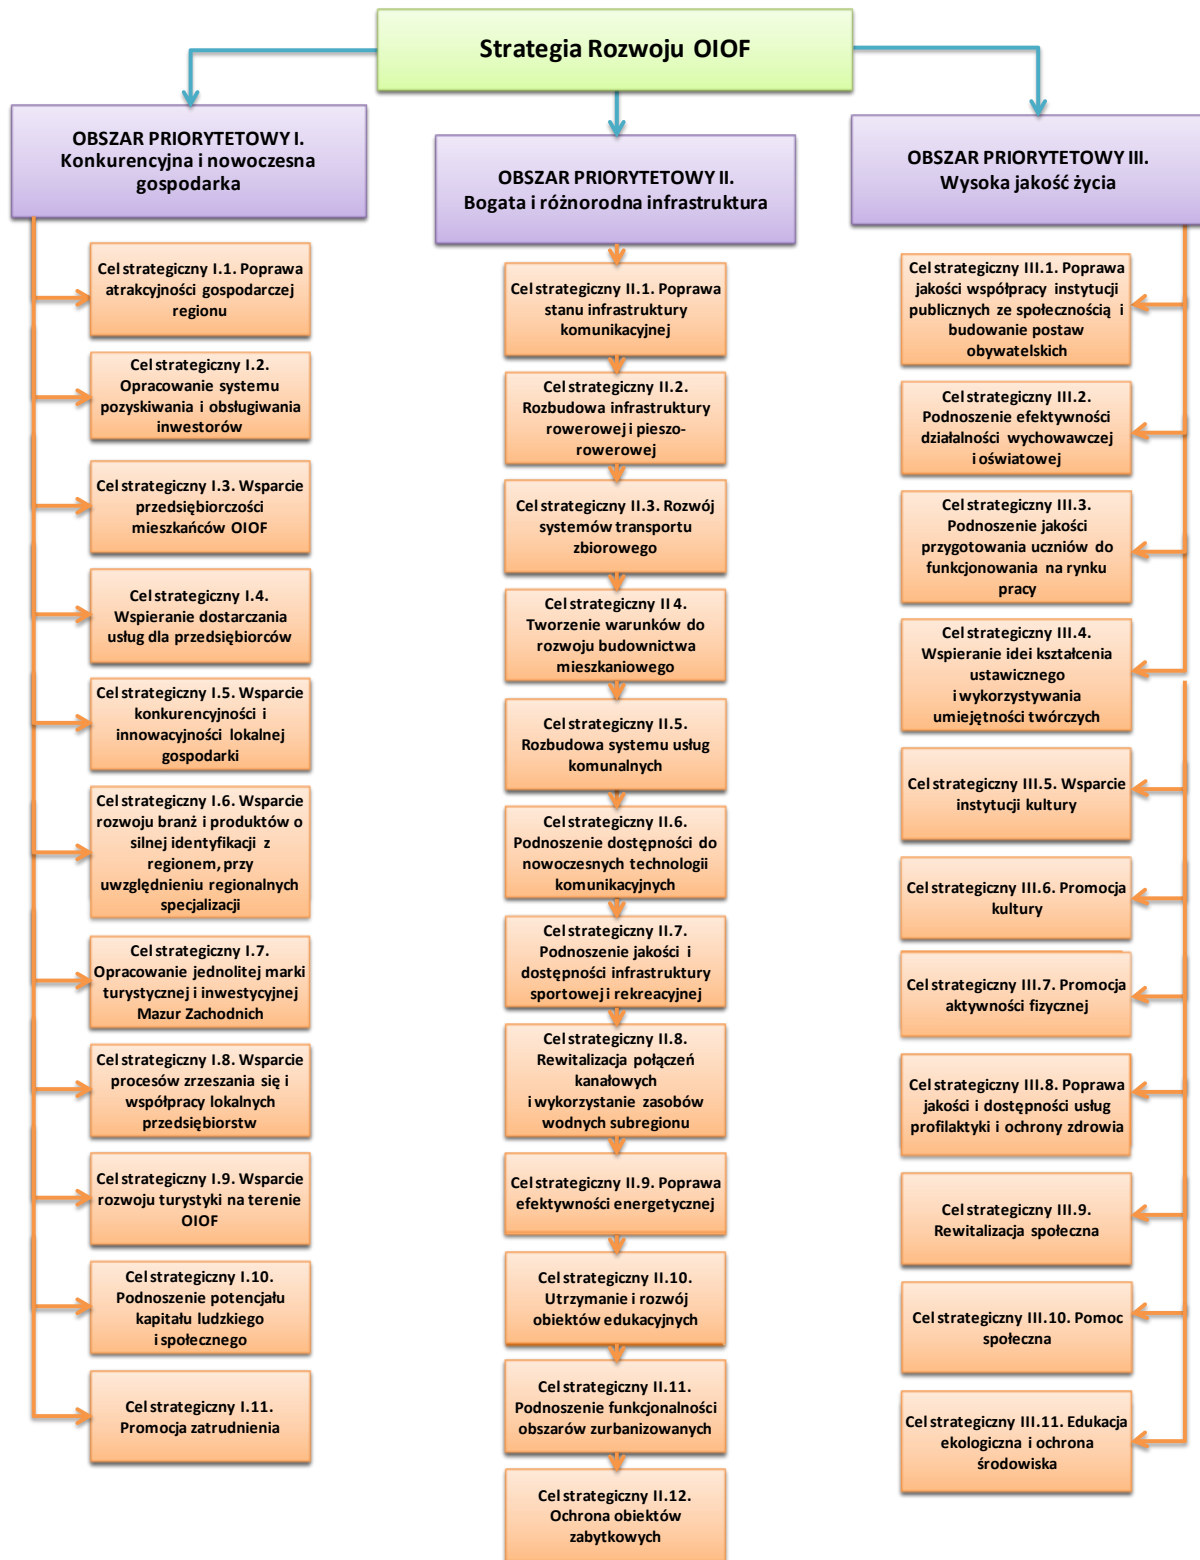 Strategia Rozwoju OIOF
OBSZAR PRIORYTETOWY I.
Konkurencyjna i nowoczesna
gospodarka
Cel strategiczny I.1. Poprawa
atrakcyjności gospodarczej
regionu
Cel strategiczny I.2.
Opracowanie systemu
pozyskiwania i obsługiwania
inwestorów
Cel strategiczny I.3. Wsparcie
przedsiębiorczości
mieszkańców OIOF
Cel strategiczny I.4.
Wspieranie dostarczania
usług dla przedsiębiorców
Cel strategiczny I.5. Wsparcie
konkurencyjności i
innowacyjności lokalnej
gospodarki
Cel strategiczny I.6. Wsparcie
rozwoju branż i produktów o
silnej identyfikacji z
regionem, przy
uwzględnieniu regionalnych
specjalizacji
Cel strategiczny I.7.
Opracowanie jednolitej marki
turystycznej i inwestycyjnej
Mazur Zachodnich
Cel strategiczny I.8. Wsparcie
procesów zrzeszania się i
współpracy lokalnych
przedsiębiorstw
Cel strategiczny I.9. Wsparcie
rozwoju turystyki na terenie
OIOF
Cel strategiczny I.10.
Podnoszenie potencjału
kapitału ludzkiego
i społecznego
Cel strategiczny I.11.
Promocja zatrudnienia
OBSZAR PRIORYTETOWY II.
Bogata i różnorodna infrastruktura
Cel strategiczny II.1. Poprawa
stanu infrastruktury
komunikacyjnej
Cel strategiczny II.2.
Rozbudowa infrastruktury
rowerowej i pieszo-
rowerowej
Cel strategiczny II.3. Rozwój
systemów transportu
zbiorowego
Cel strategiczny II 4.
Tworzenie warunków do
rozwoju budownictwa
mieszkaniowego
Cel strategiczny II.5.
Rozbudowa systemu usług
komunalnych
Cel strategiczny II.6.
Podnoszenie dostępności do
nowoczesnych technologii
komunikacyjnych
Cel strategiczny II.7.
Podnoszenie jakości i
dostępności infrastruktury
sportowej i rekreacyjnej
Cel strategiczny II.8.
Rewitalizacja połączeń
kanałowych
i wykorzystanie zasobów
wodnych subregionu
Cel strategiczny II.9. Poprawa
efektywności energetycznej
Cel strategiczny II.10.
Utrzymanie i rozwój
obiektów edukacyjnych
Cel strategiczny II.11.
Podnoszenie funkcjonalności
obszarów zurbanizowanych
Cel strategiczny II.12.
Ochrona obiektów
zabytkowych
OBSZAR PRIORYTETOWY III.
Wysoka jakość życia
Cel strategiczny III.1. Poprawa
jakości współpracy instytucji
publicznych ze społecznością i
budowanie postaw
obywatelskich
Cel strategiczny III.2.
Podnoszenie efektywności
działalności wychowawczej
i oświatowej
Cel strategiczny III.3.
Podnoszenie jakości
przygotowania uczniów do
funkcjonowania na rynku
pracy
Cel strategiczny III.4.
Wspieranie idei kształcenia
ustawicznego
i wykorzystywania
umiejętności twórczych
Cel strategiczny III.5. Wsparcie
instytucji kultury
Cel strategiczny III.6. Promocja
kultury
Cel strategiczny III.7. Promocja
aktywności fizycznej
Cel strategiczny III.8. Poprawa
jakości i dostępności usług
profilaktyki i ochrony zdrowia
Cel strategiczny III.9.
Rewitalizacja społeczna
Cel strategiczny III.10. Pomoc
społeczna
Cel strategiczny III.11. Edukacja
ekologiczna i ochrona
środowiska